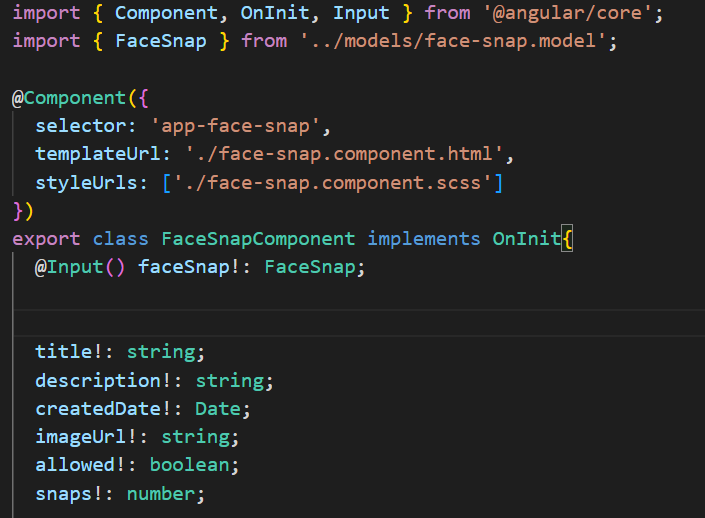 import { Component, OnInit, Input } from '@angular/core';
import { FaceSnap } from '../models/face-snap.model';
@Component({
selector: 'app-face-snap',
templateUrl: './face-snap.component.html',
styleUrls: ['./face-snap.component.scss']
})
export class FaceSnapComponent implements OnInit{
@Input() faceSnap!: FaceSnap;
title!: string;
description!: string;
createdDate!: Date;
imageUrl!: string;
allowed!: boolean;
snaps!: number;